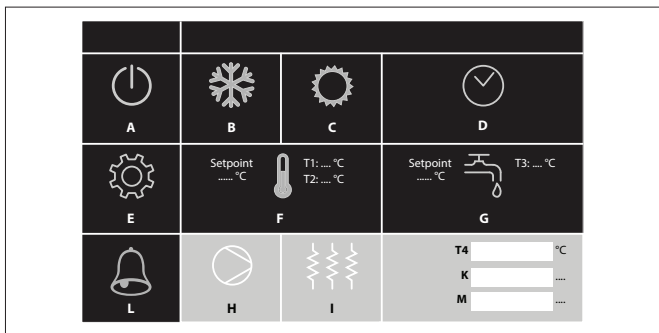 A
B
C
D
Setpoint
...... °C
T1: .... °C
T2: .... °C
Setpoint
...... °C
T3: .... °C
E
F
G
T4 °C
K ....
M ....
L
H
I